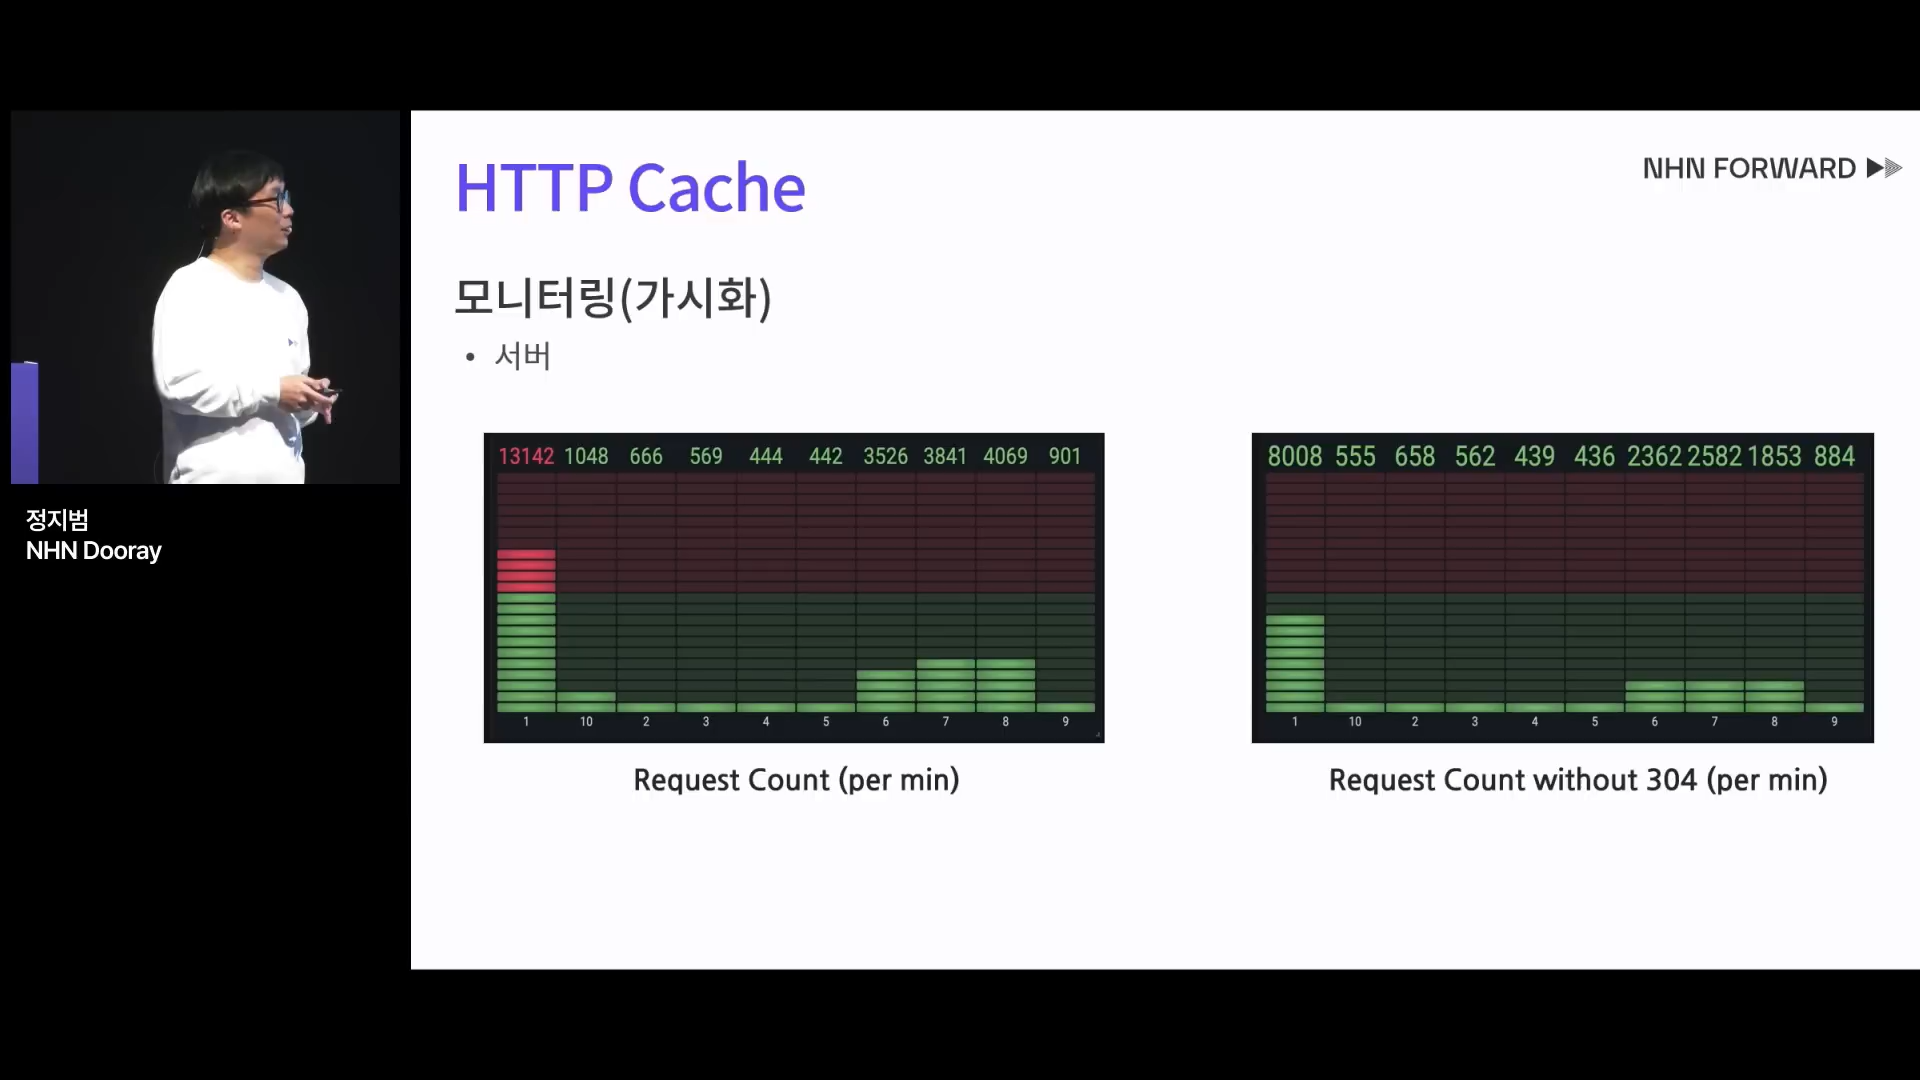 HTTP Cache
NHN FORWARD
모니터링(가시화)
• 서버
13142 1048 666 569 444 442 3526 3841 4069 901
1 10 2 3 4 5 6 7 8 9
Request Count (per min)
8008 555 658 562 439 436 2362 2582 1853 884
1 10 2 3 4 5 6 7 8 9
Request Count without 304 (per min)
정지범
NHN Dooray